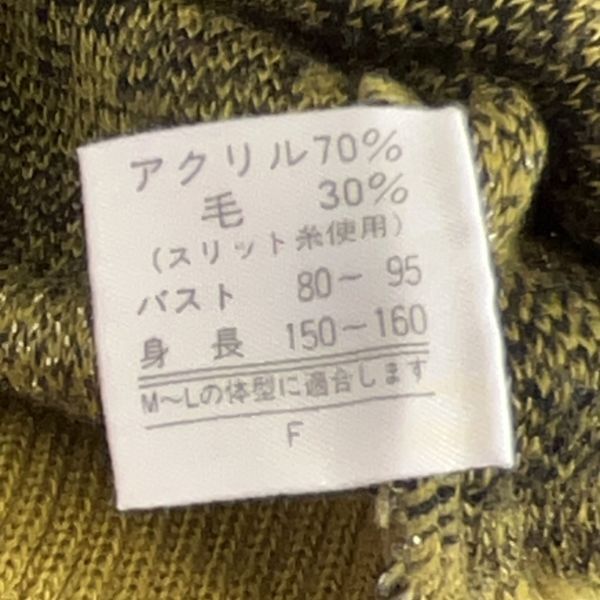 アクリル70%
毛 30%
(スリット糸使用)
バスト 80〜 95
身 長 150〜160
M〜Lの体型に適合します
F